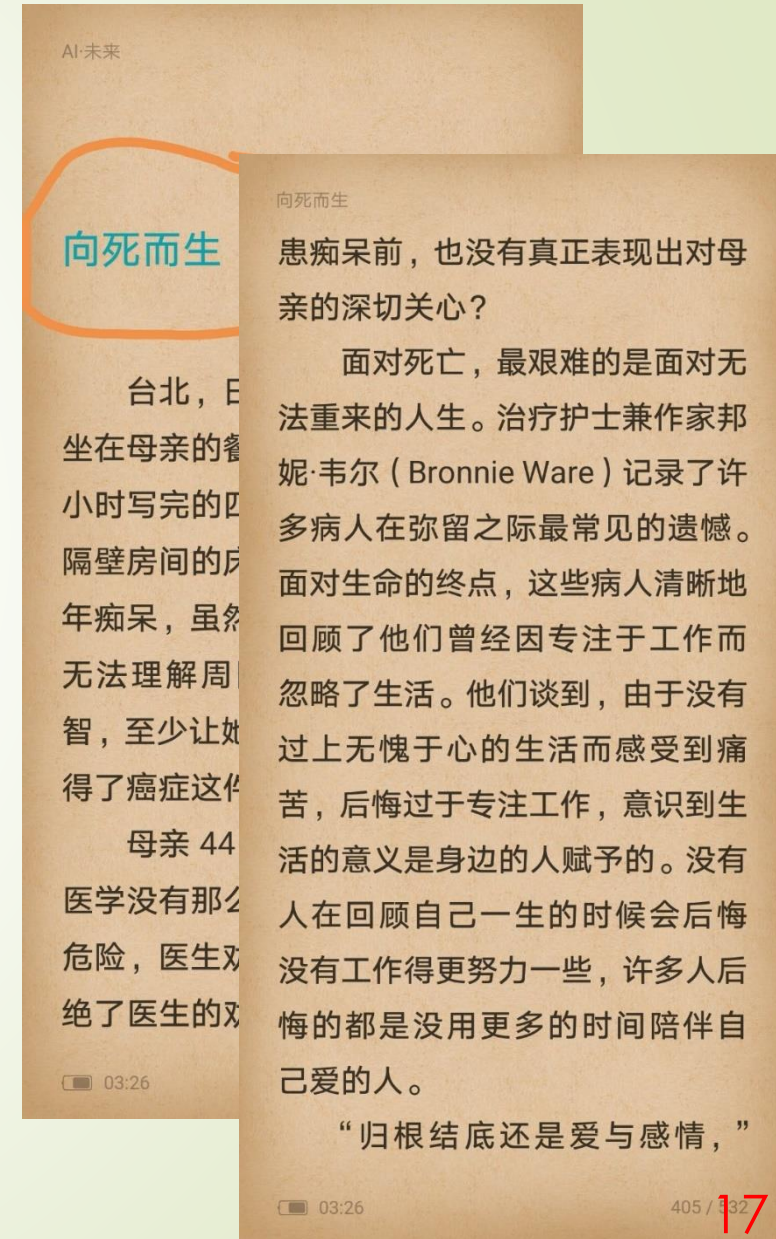 AI·未来
向死而生
台北，日
坐在母亲的餐
小时写完的四
隔壁房间的床
年痴呆，虽然
无法理解周
智，至少让她
得了癌症这件
母亲 44
医学没有那么
危险，医生劝
绝了医生的劝
03:26
向死而生
患痴呆前，也没有真正表现出对母
亲的深切关心？
面对死亡，最艰难的是面对无
法重来的人生。治疗护士兼作家邦
妮·韦尔（Bronnie Ware）记录了许
多病人在弥留之际最常见的遗憾。
面对生命的终点，这些病人清晰地
回顾了他们曾经因专注于工作而
忽略了生活。他们谈到，由于没有
过上无愧于心的生活而感受到痛
苦，后悔过于专注工作，意识到生
活的意义是身边的人赋予的。没有
人在回顾自己一生的时候会后悔
没有工作得更努力一些，许多人后
悔的都是没用更多的时间陪伴自
己爱的人。
“归根结底还是爱与感情，”
03:26
405 / 532
17